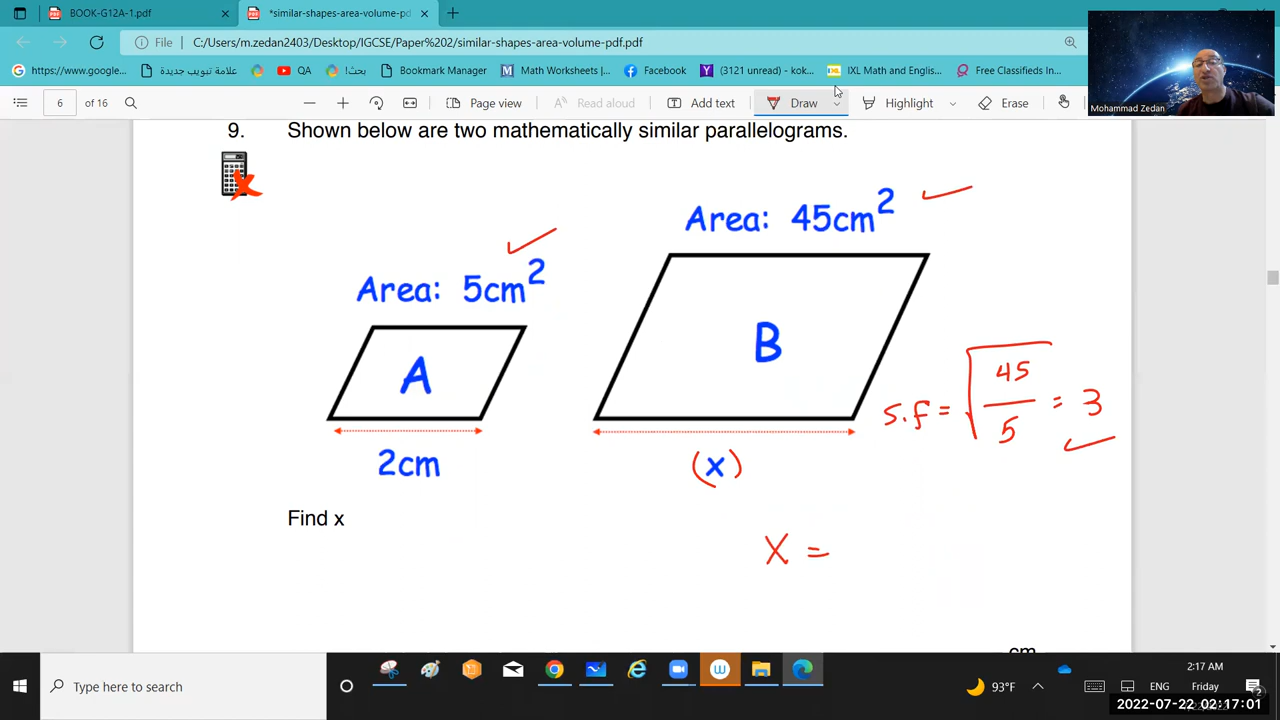 BOOK-G12A-1.pdf
*similar-shapes-area-volume-pd
File
C:/Users/m.zedan2403/Desktop/IGCSE/Paper%202/similar-shapes-area-volume-pdf.pdf
https://www.google...
علامة تبويب جديدة
QA
بحث!
Bookmark Manager
Math Worksheets |...
Facebook
(3121 unread) - kok...
IXL Math and Englis...
Free Classifieds In...
Mohammad Zedan
6 of 16
Page view
Read aloud
Add text
Draw
Highlight
Erase
9. Shown below are two mathematically similar parallelograms.
Area: 45cm²
Area: 5cm²
A
B
s.f = √45/5 = 3
2cm
(x)
Find x
X =
cm
Type here to search
93°F
ENG
2:17 AM
Friday
2022-07-22 02:17:01